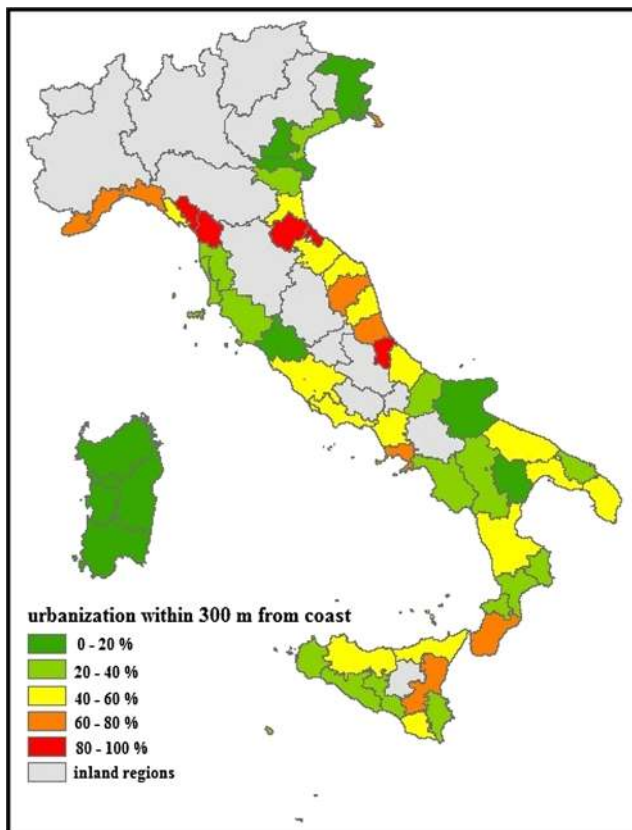 urbanization within 300 m from coast
0 - 20 %
20 - 40 %
40 - 60 %
60 - 80 %
80 - 100 %
inland regions